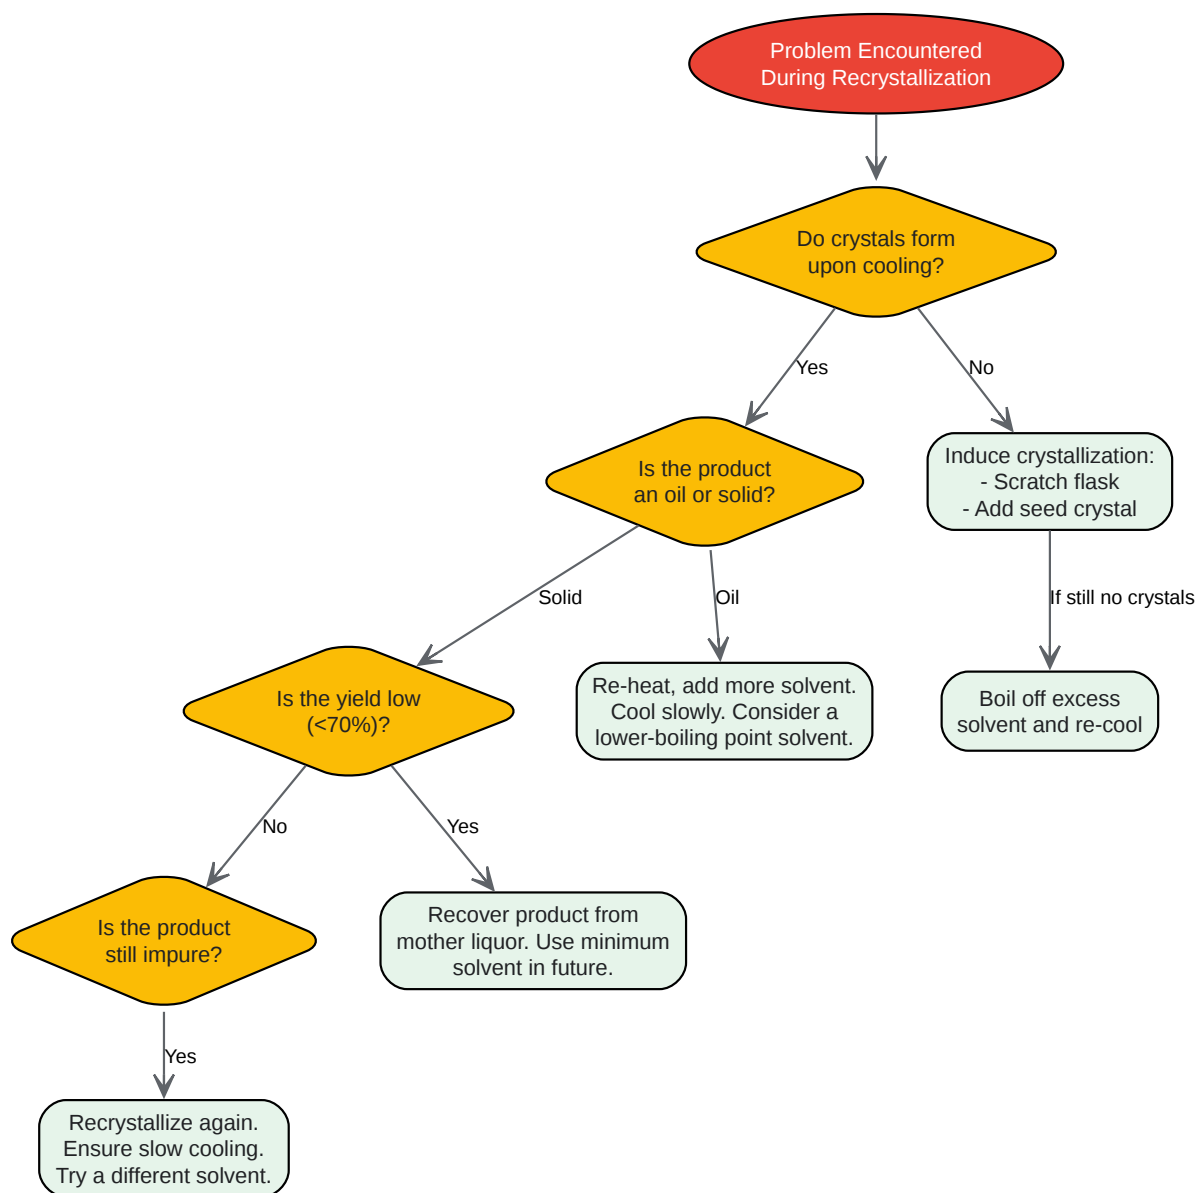 Problem Encountered
During Recrystallization
Do crystals form
upon cooling?
Yes
No
Is the product
an oil or solid?
Induce crystallization:
- Scratch flask
- Add seed crystal
Solid
Oil
If still no crystals
Is the yield low
(<70%)?
Re-heat, add more solvent.
Cool slowly. Consider a
lower-boiling point solvent.
Boil off excess
solvent and re-cool
No
Yes
Is the product
still impure?
Recover product from
mother liquor. Use minimum
solvent in future.
Yes
Recrystallize again.
Ensure slow cooling.
Try a different solvent.